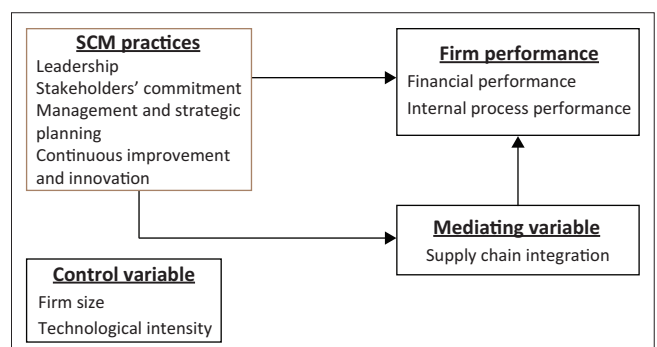 SCM practices
Leadership
Stakeholders' commitment
Management and strategic
planning
Continuous improvement
and innovation
Firm performance
Financial performance
Internal process performance
Mediating variable
Supply chain integration
Control variable
Firm size
Technological intensity